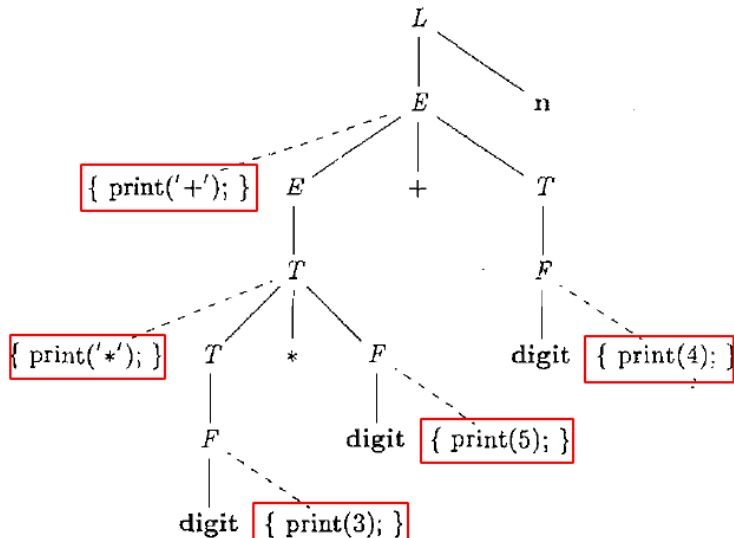 L
E n
{ print('+'); } E + T
T F
{ print('*'); } T * F digit { print(4); }
F digit { print(5); }
digit { print(3); }